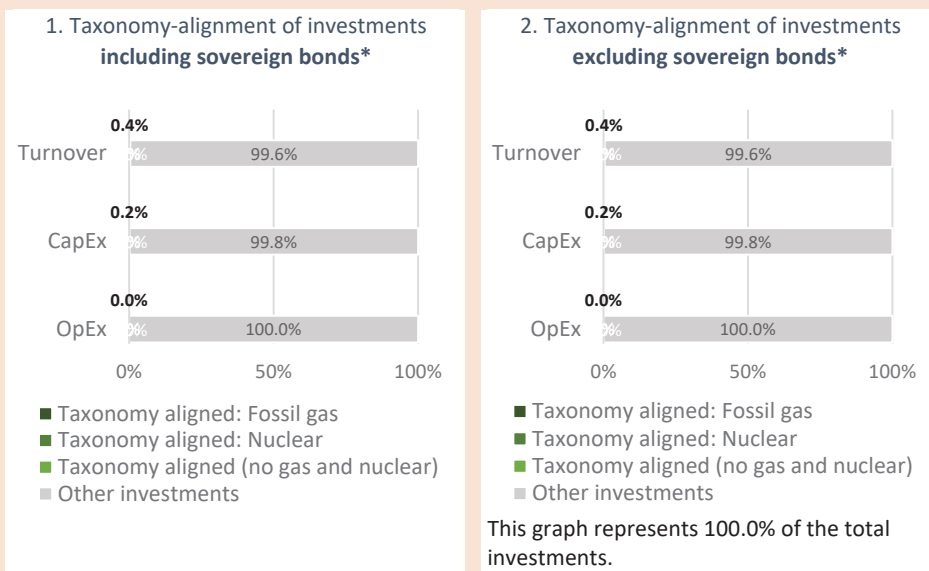 1. Taxonomy-alignment of investments
including sovereign bonds*
0.4%
Turnover
99.6%
0.2%
CapEx
99.8%
0.0%
OpEx
100.0%
0% 50% 100%
Taxonomy aligned: Fossil gas
Taxonomy aligned: Nuclear
Taxonomy aligned (no gas and nuclear)
Other investments
2. Taxonomy-alignment of investments
excluding sovereign bonds*
0.4%
Turnover
99.6%
0.2%
CapEx
99.8%
0.0%
OpEx
100.0%
0% 50% 100%
Taxonomy aligned: Fossil gas
Taxonomy aligned: Nuclear
Taxonomy aligned (no gas and nuclear)
Other investments
This graph represents 100.0% of the total
investments.